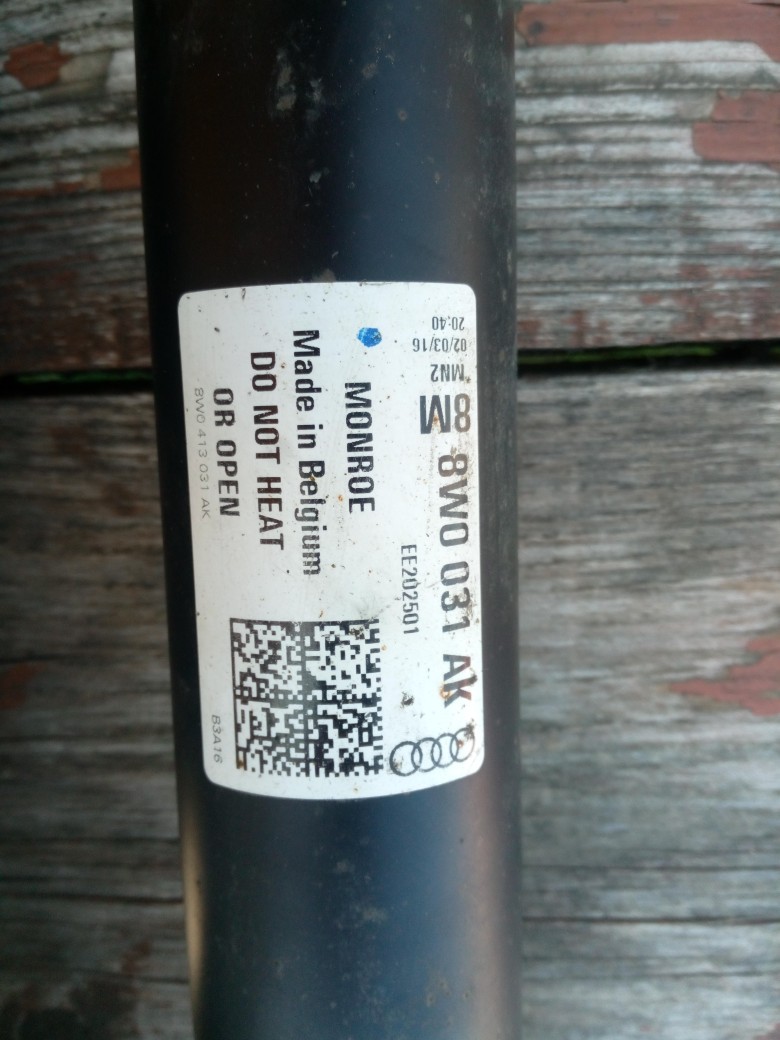 8W0 031 AK
EE202501
MONROE
Made in Belgium
DO NOT HEAT
OR OPEN
8W0 413 031 AK
B3A16
8M
MN2
02/03/16
20:40